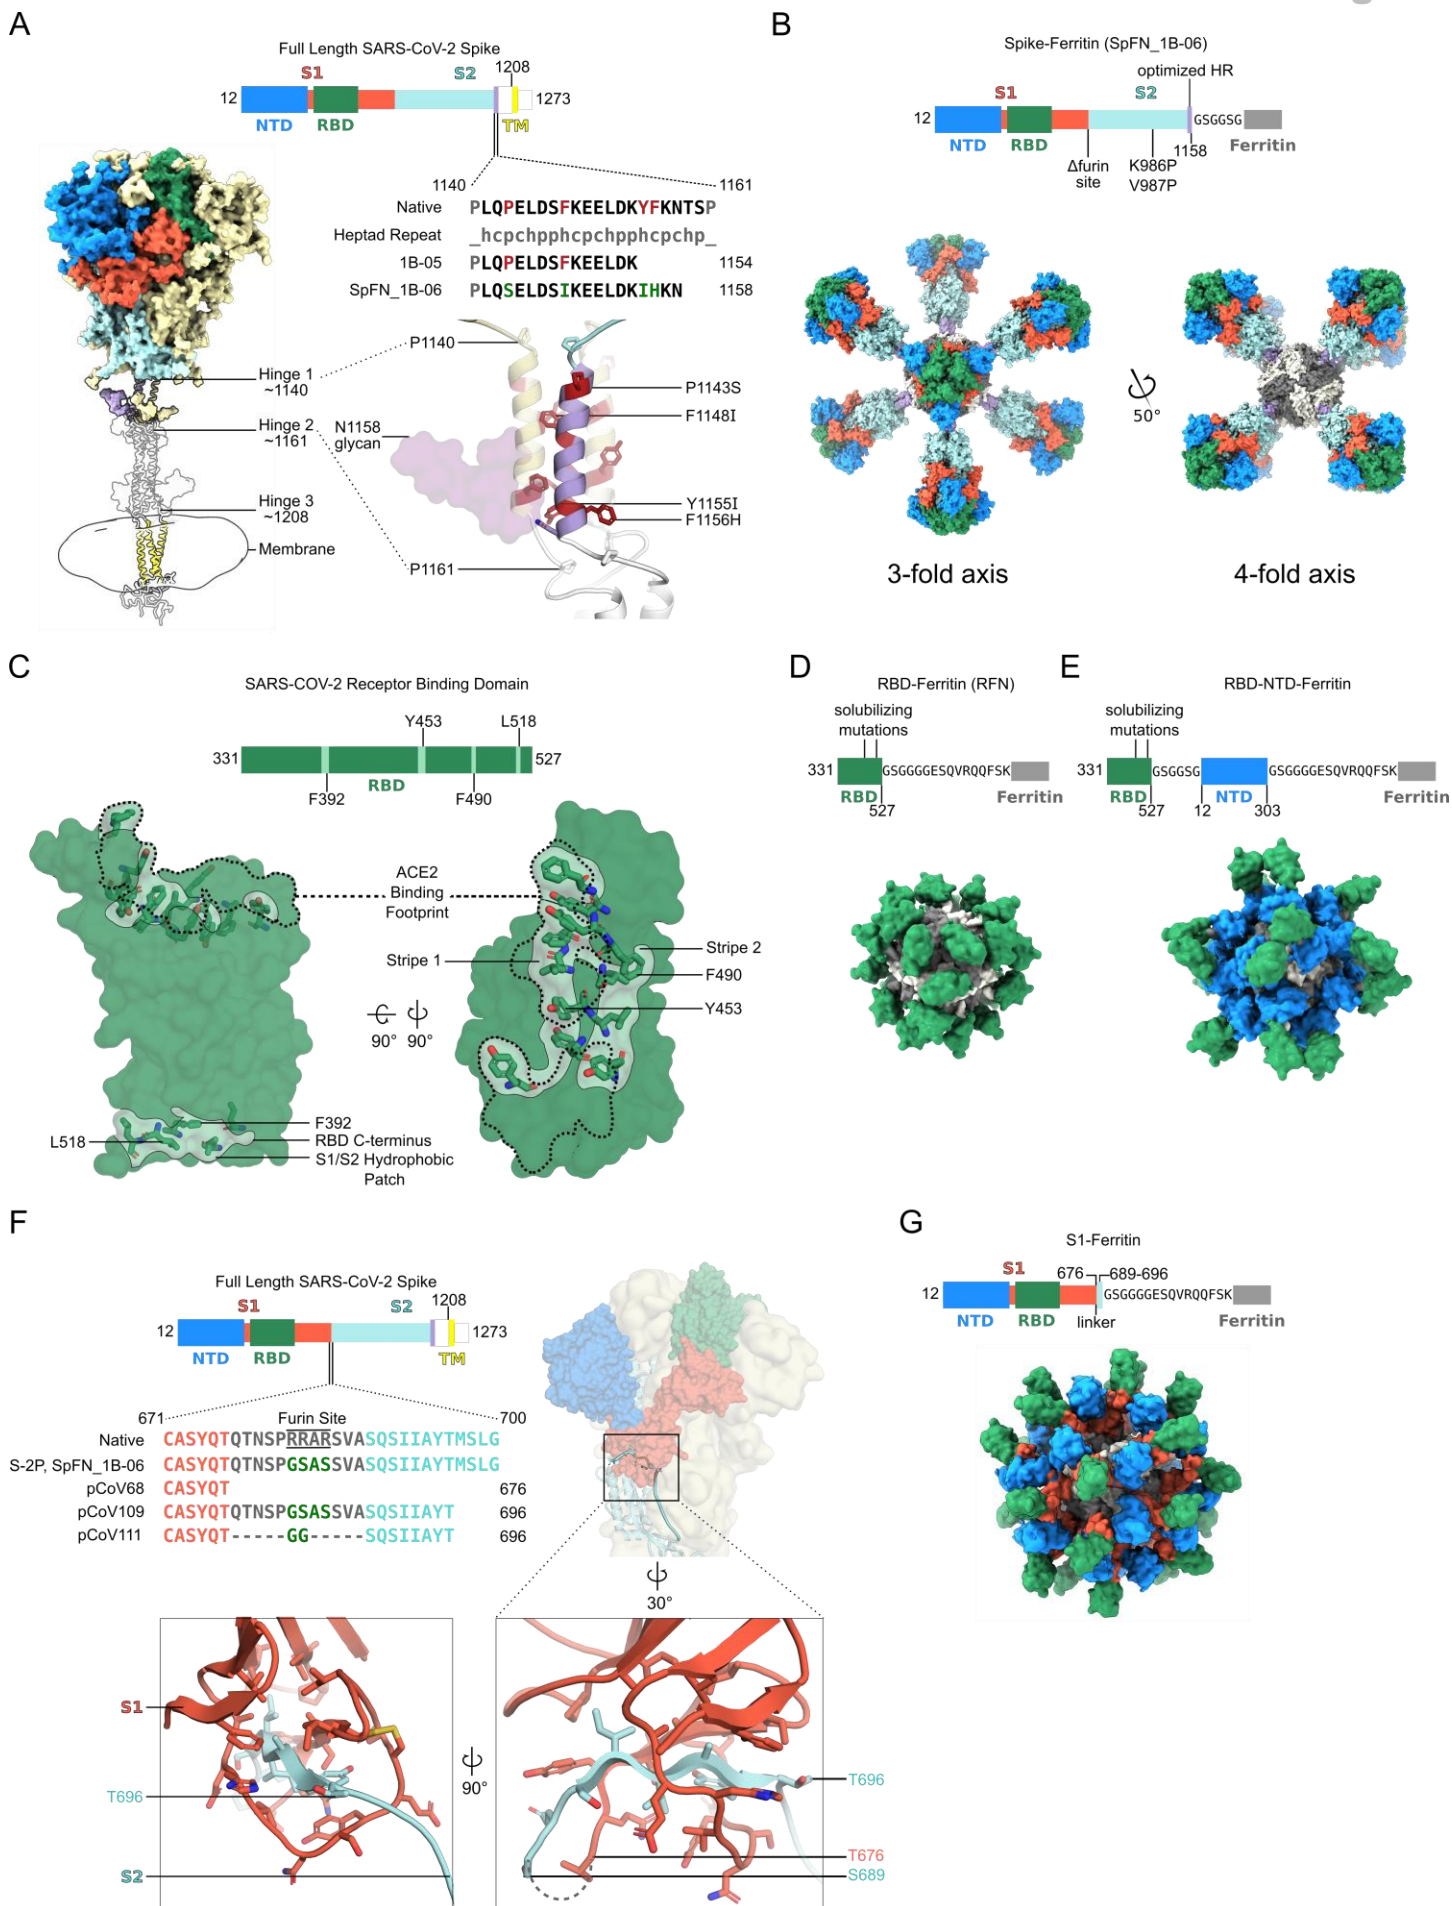 A
Full Length SARS-CoV-2 Spike
S1
S2
1208
12
1273
NTD
RBD
TM
1140
1161
Native
PLQPELDSFKEELDKYFKNTSP
Heptad Repeat
_hcpchpphcpchpphcpchp_
1B-05
PLQPELDSFKEELDK
1154
SpFN_1B-06
PLQSELDSIKEELDKIHKN
1158
P1140
Hinge 1
~1140
P1143S
F1148I
Hinge 2
~1161
N1158
glycan
Y1155I
F1156H
Hinge 3
~1208
Membrane
P1161
B
Spike-Ferritin (SpFN_1B-06)
optimized HR
S1
S2
12
GSGGSG
NTD
RBD
Ferritin
Δfurin
site
K986P
V987P
1158
50°
3-fold axis
4-fold axis
C
SARS-COV-2 Receptor Binding Domain
Y453
L518
331
527
RBD
F392
F490
ACE2
Binding
Footprint
Stripe 1
Stripe 2
F490
Y453
90°
90°
F392
L518
RBD C-terminus
S1/S2 Hydrophobic
Patch
D
RBD-Ferritin (RFN)
solubilizing
mutations
331
GSGGGGESQVRQQFSK
RBD
Ferritin
527
E
RBD-NTD-Ferritin
solubilizing
mutations
331
GSGGSG
GSGGGGESQVRQQFSK
RBD
NTD
Ferritin
527
12
303
F
Full Length SARS-CoV-2 Spike
S1
S2
1208
12
1273
NTD
RBD
TM
671
Furin Site
700
Native
CASYQTQTNSPRRARSVASQSIIAYTMSLG
S-2P, SpFN_1B-06
CASYQTQTNSPGSASSVASQSIIAYTMSLG
pCoV68
CASYQT
676
pCoV109
CASYQTQTNSPGSASSVASQSIIAYT
696
pCoV111
CASYQT-----GG-----SQSIIAYT
696
30°
S1
T696
S2
90°
T696
T676
S689
G
S1-Ferritin
S1
676
689-696
12
GSGGGGESQVRQQFSK
NTD
RBD
linker
Ferritin